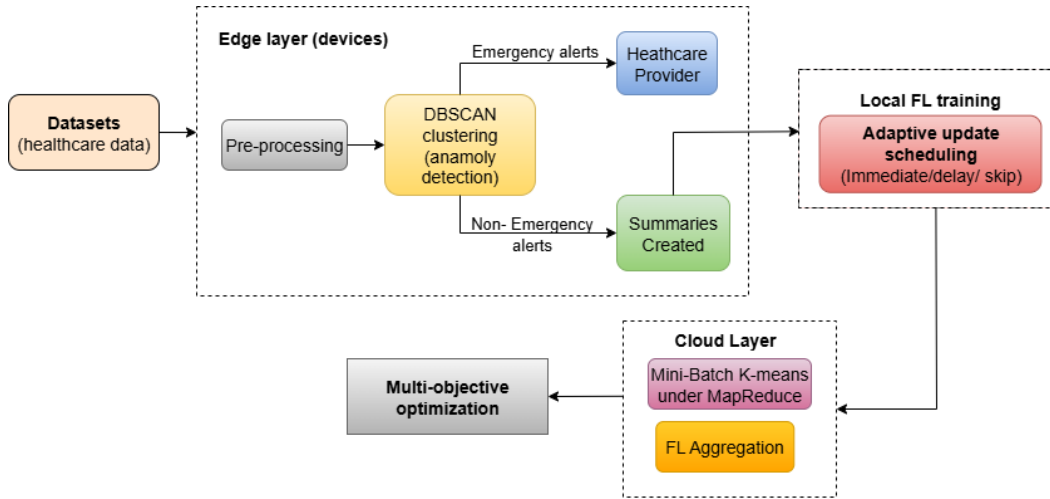 Edge layer (devices)
Emergency alerts
Heathcare
Provider
Datasets
(healthcare data)
Pre-processing
DBSCAN
clustering
(anamoly
detection)
Non- Emergency
alerts
Summaries
Created
Local FL training
Adaptive update
scheduling
(Immediate/delay/ skip)
Cloud Layer
Mini-Batch K-means
under MapReduce
FL Aggregation
Multi-objective
optimization